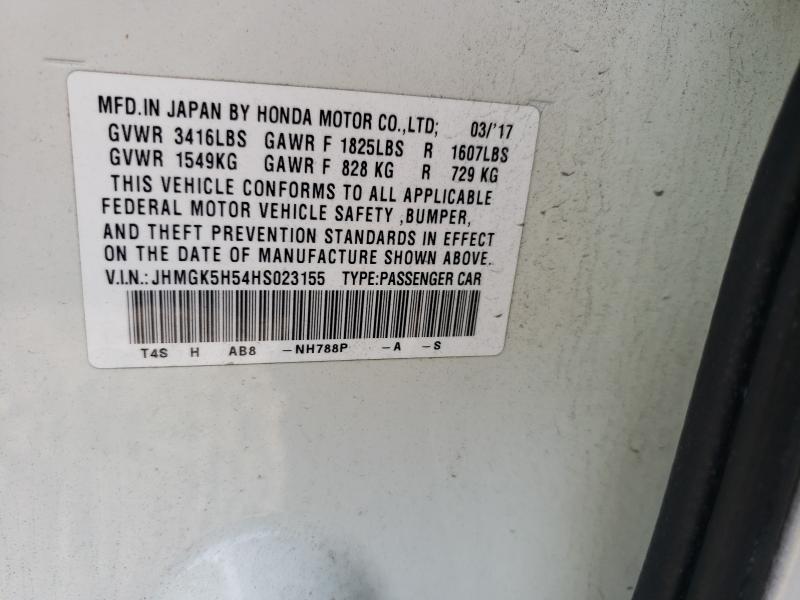 MFD.IN JAPAN BY HONDA MOTOR CO.,LTD; 03/'17
GVWR 3416LBS GAWR F 1825LBS R 1607LBS
GVWR 1549KG GAWR F 828 KG R 729 KG
THIS VEHICLE CONFORMS TO ALL APPLICABLE
FEDERAL MOTOR VEHICLE SAFETY ,BUMPER,
AND THEFT PREVENTION STANDARDS IN EFFECT
ON THE DATE OF MANUFACTURE SHOWN ABOVE.
V.I.N.:JHMGK5H54HS023155 TYPE:PASSENGER CAR
T4S H AB8 -NH788P -A -S